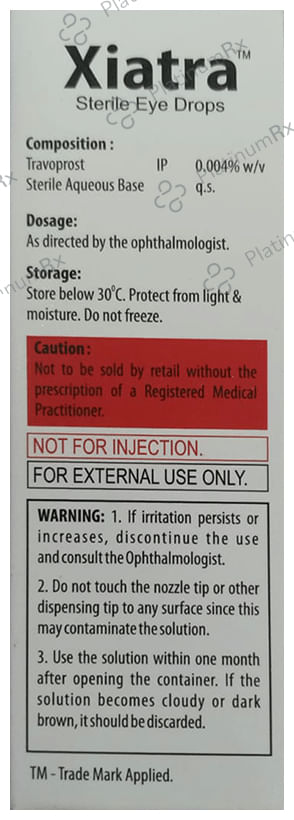 Xiatra™
Sterile Eye Drops
Composition :
Travoprost IP 0.004% w/v
Sterile Aqueous Base q.s.
Dosage:
As directed by the ophthalmologist.
Storage:
Store below 30°C. Protect from light &
moisture. Do not freeze.
Caution :
Not to be sold by retail without the
prescription of a Registered Medical
Practitioner.
NOT FOR INJECTION.
FOR EXTERNAL USE ONLY.
WARNING: 1. If irritation persists or
increases, discontinue the use
and consult the Ophthalmologist.
2. Do not touch the nozzle tip or other
dispensing tip to any surface since this
may contaminate the solution.
3. Use the solution within one month
after opening the container. If the
solution becomes cloudy or dark
brown, it should be discarded.
TM - Trade Mark Applied.
PlatinumRx